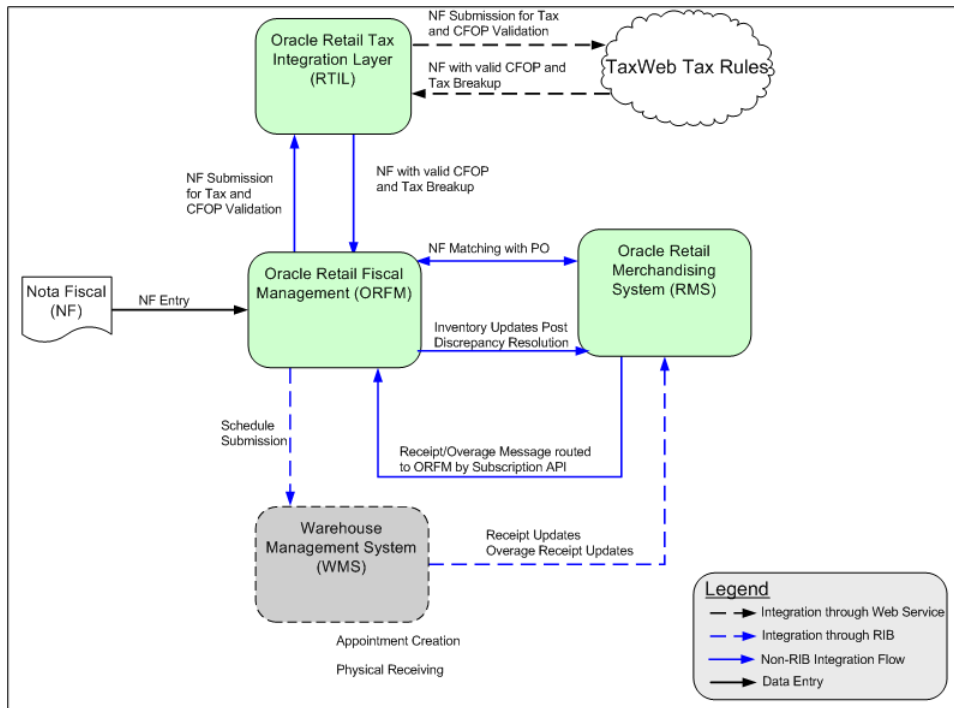 Oracle Retail Tax
Integration Layer
(RTIL)
NF Submission for Tax
and CFOP Validation
NF with valid CFOP and
Tax Breakup
TaxWeb Tax Rules
NF Submission
for Tax and
CFOP Validation
NF with valid CFOP
and Tax Breakup
Nota Fiscal
(NF)
NF Entry
Oracle Retail Fiscal
Management (ORFM)
NF Matching with PO
Oracle Retail
Merchandising
System (RMS)
Inventory Updates Post
Discrepancy Resolution
Schedule
Submission
Receipt/Overage Message routed
to ORFM by Subscription API
Warehouse
Management System
(WMS)
Receipt Updates
Overage Receipt Updates
Appointment Creation
Physical Receiving
Legend
Integration through Web Service
Integration through RIB
Non-RIB Integration Flow
Data Entry